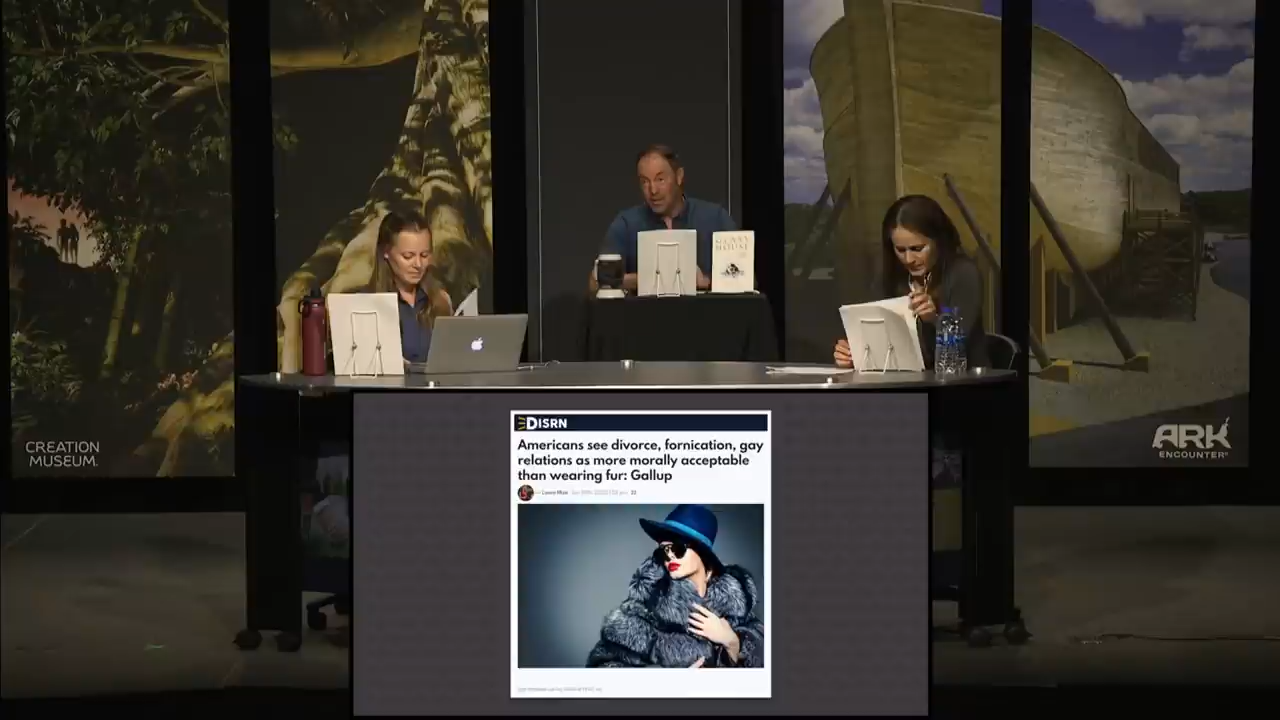 CREATION
MUSEUM.
ARK
ENCOUNTER
DISRN
Americans see divorce, fornication, gay
relations as more morally acceptable
than wearing fur: Gallup